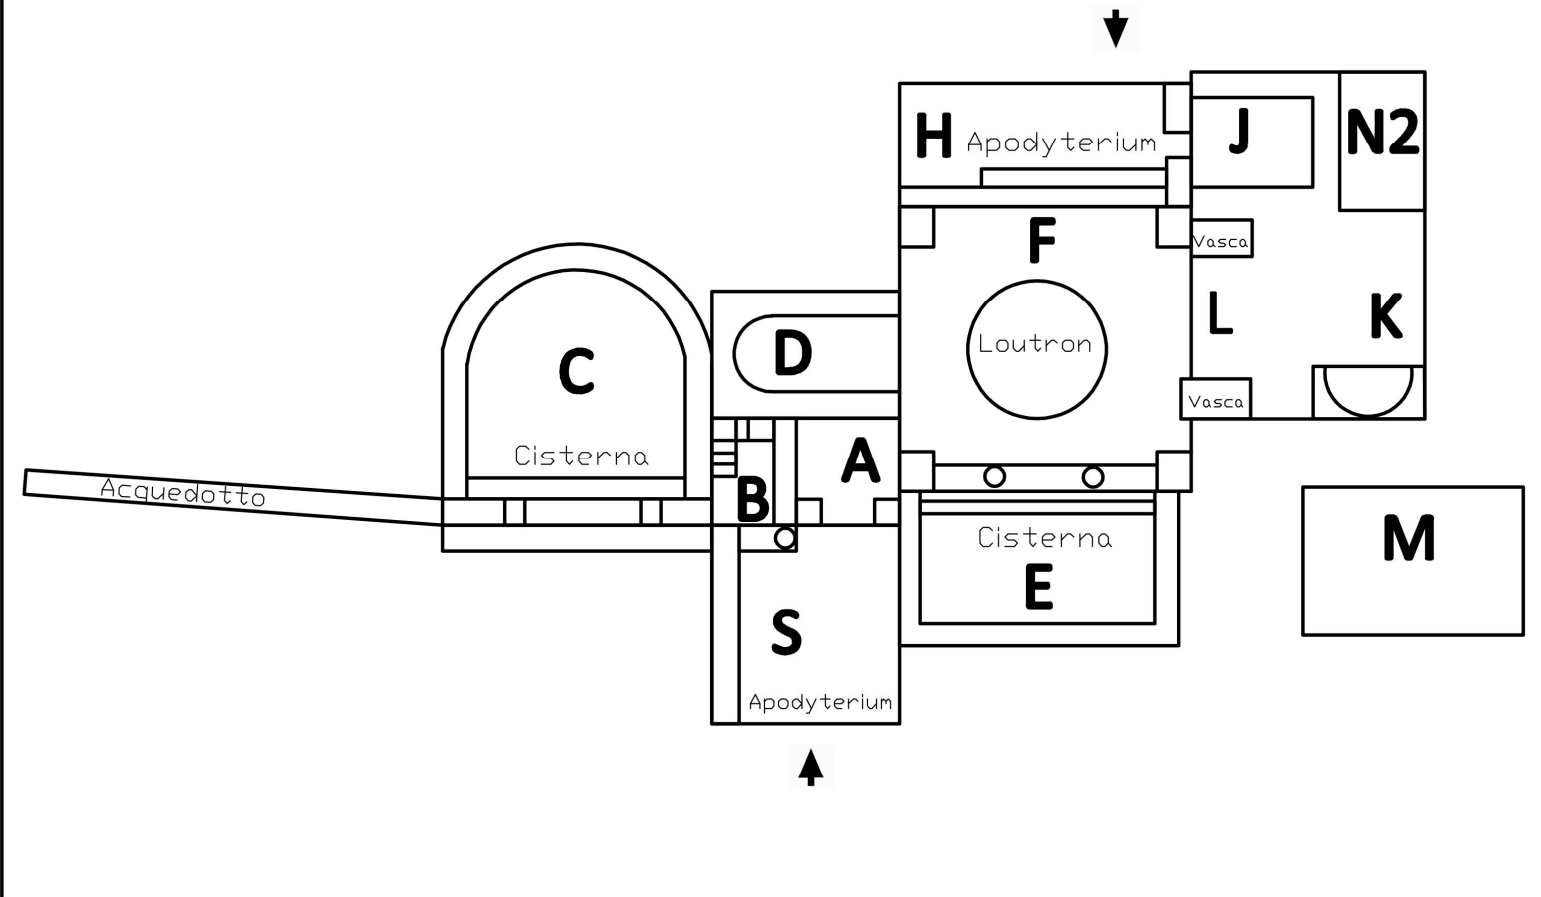 H Apodyterium
J
N2
F
Vasca
C
D
Loutron
L
K
Vasca
Cisterna
A
Acquedotto
B
Cisterna
E
M
S
Apodyterium